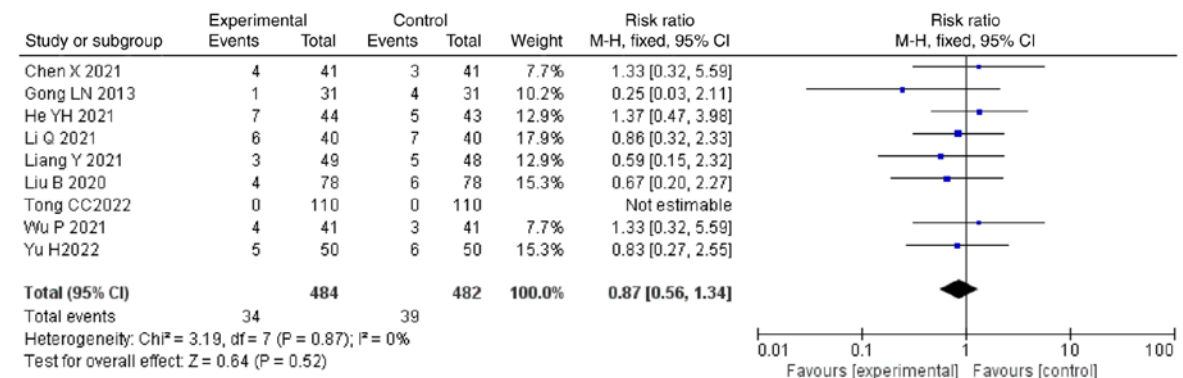 Experimental Control Risk ratio Risk ratio
Study or subgroup Events Total Events Total Weight M-H, fixed, 95% CI M-H, fixed, 95% CI
Chen X 2021 4 41 3 41 7.7% 1.33 [0.32, 5.59]
Gong LN 2013 1 31 4 31 10.2% 0.25 [0.03, 2.11]
He YH 2021 7 44 5 43 12.9% 1.37 [0.47, 3.98]
Li Q 2021 6 40 7 40 17.9% 0.86 [0.32, 2.33]
Liang Y 2021 3 49 5 48 12.9% 0.59 [0.15, 2.32]
Liu B 2020 4 78 6 78 15.3% 0.67 [0.20, 2.27]
Tong CC2022 0 110 0 110 Not estimable
Wu P 2021 4 41 3 41 7.7% 1.33 [0.32, 5.59]
Yu H2022 5 50 6 50 15.3% 0.83 [0.27, 2.55]
Total (95% CI) 484 482 100.0% 0.87 [0.56, 1.34]
Total events 34 39
Heterogeneity: Chi² = 3.19, df = 7 (P = 0.87); I² = 0%
Test for overall effect: Z = 0.64 (P = 0.52)
0.01 0.1 1 10 100
Favours [experimental] Favours [control]